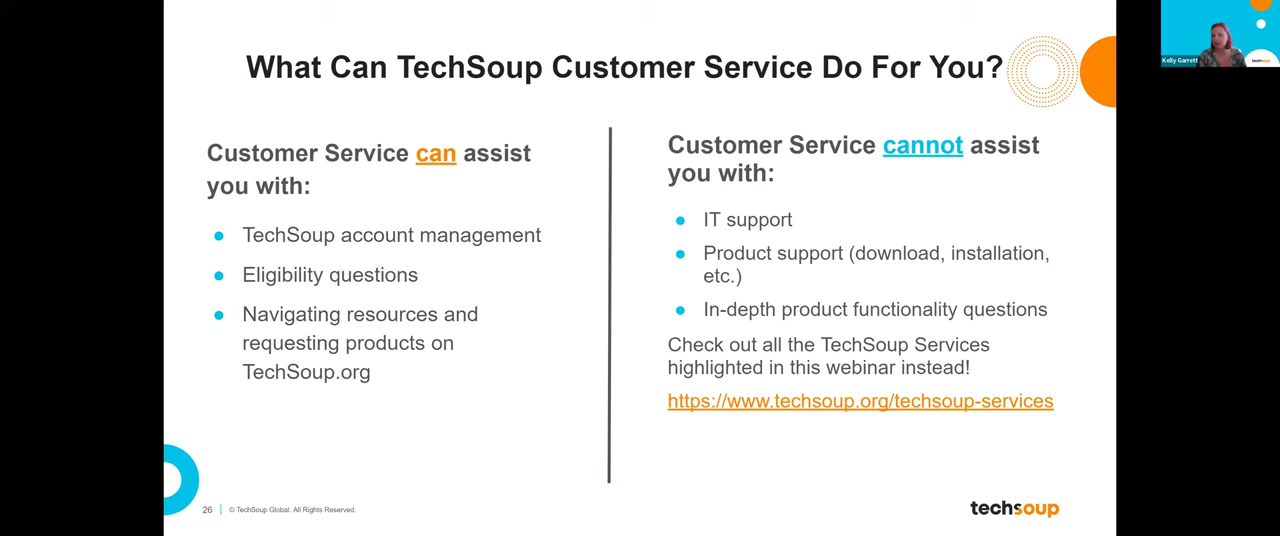 What Can TechSoup Customer Service Do For You?
Customer Service can assist
you with:
TechSoup account management
Eligibility questions
Navigating resources and
requesting products on
TechSoup.org
Customer Service cannot assist
you with:
IT support
Product support (download, installation,
etc.)
In-depth product functionality questions
Check out all the TechSoup Services
highlighted in this webinar instead!
https://www.techsoup.org/techsoup-services
26
© TechSoup Global. All Rights Reserved.
techsoup
Kelly Garrett
techsoup